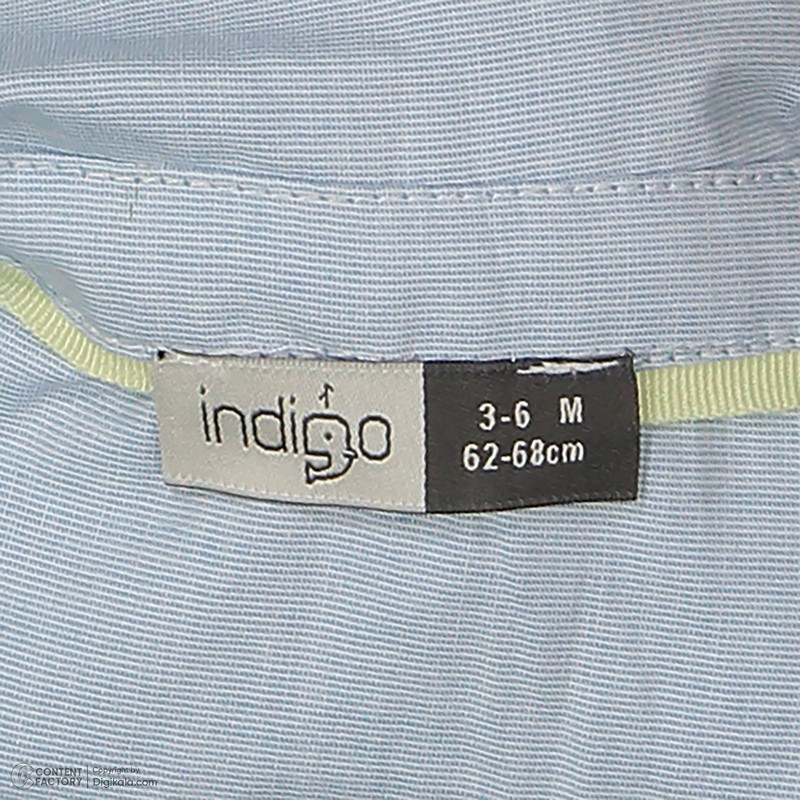 indigo
3-6 M
62-68cm
CONTENT
FACTORY
Copyright by
Digikala.com